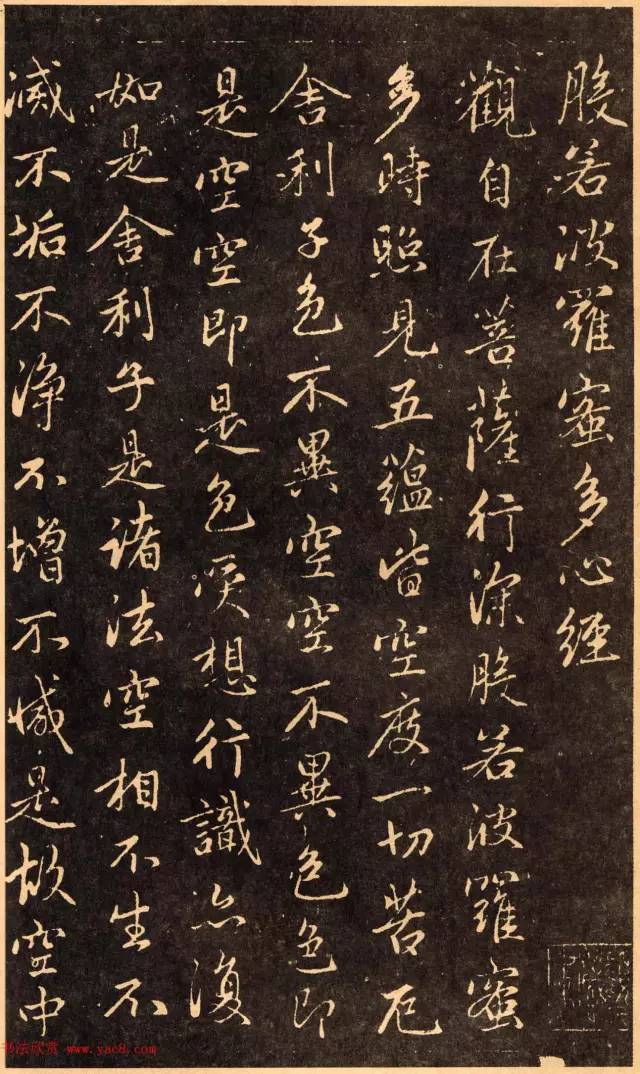 般若波羅蜜多心經
觀自在菩薩行深般若波羅蜜
多時照見五蘊皆空度一切苦厄
舍利子色不異空空不異色色即
是空空即是色受想行識亦復
如是舍利子是諸法空相不生不
滅不垢不淨不增不減是故空中
书法欣赏 www.yac8.com